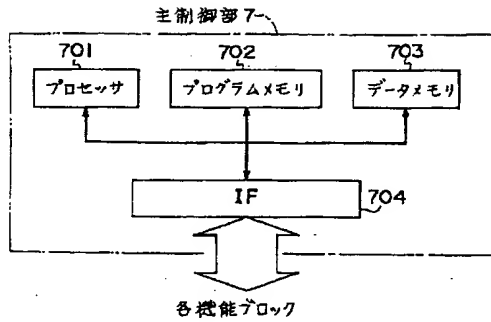 主制御部7
701
702
703
プロセッサ
プログラムメモリ
データメモリ
IF
704
各機能ブロック